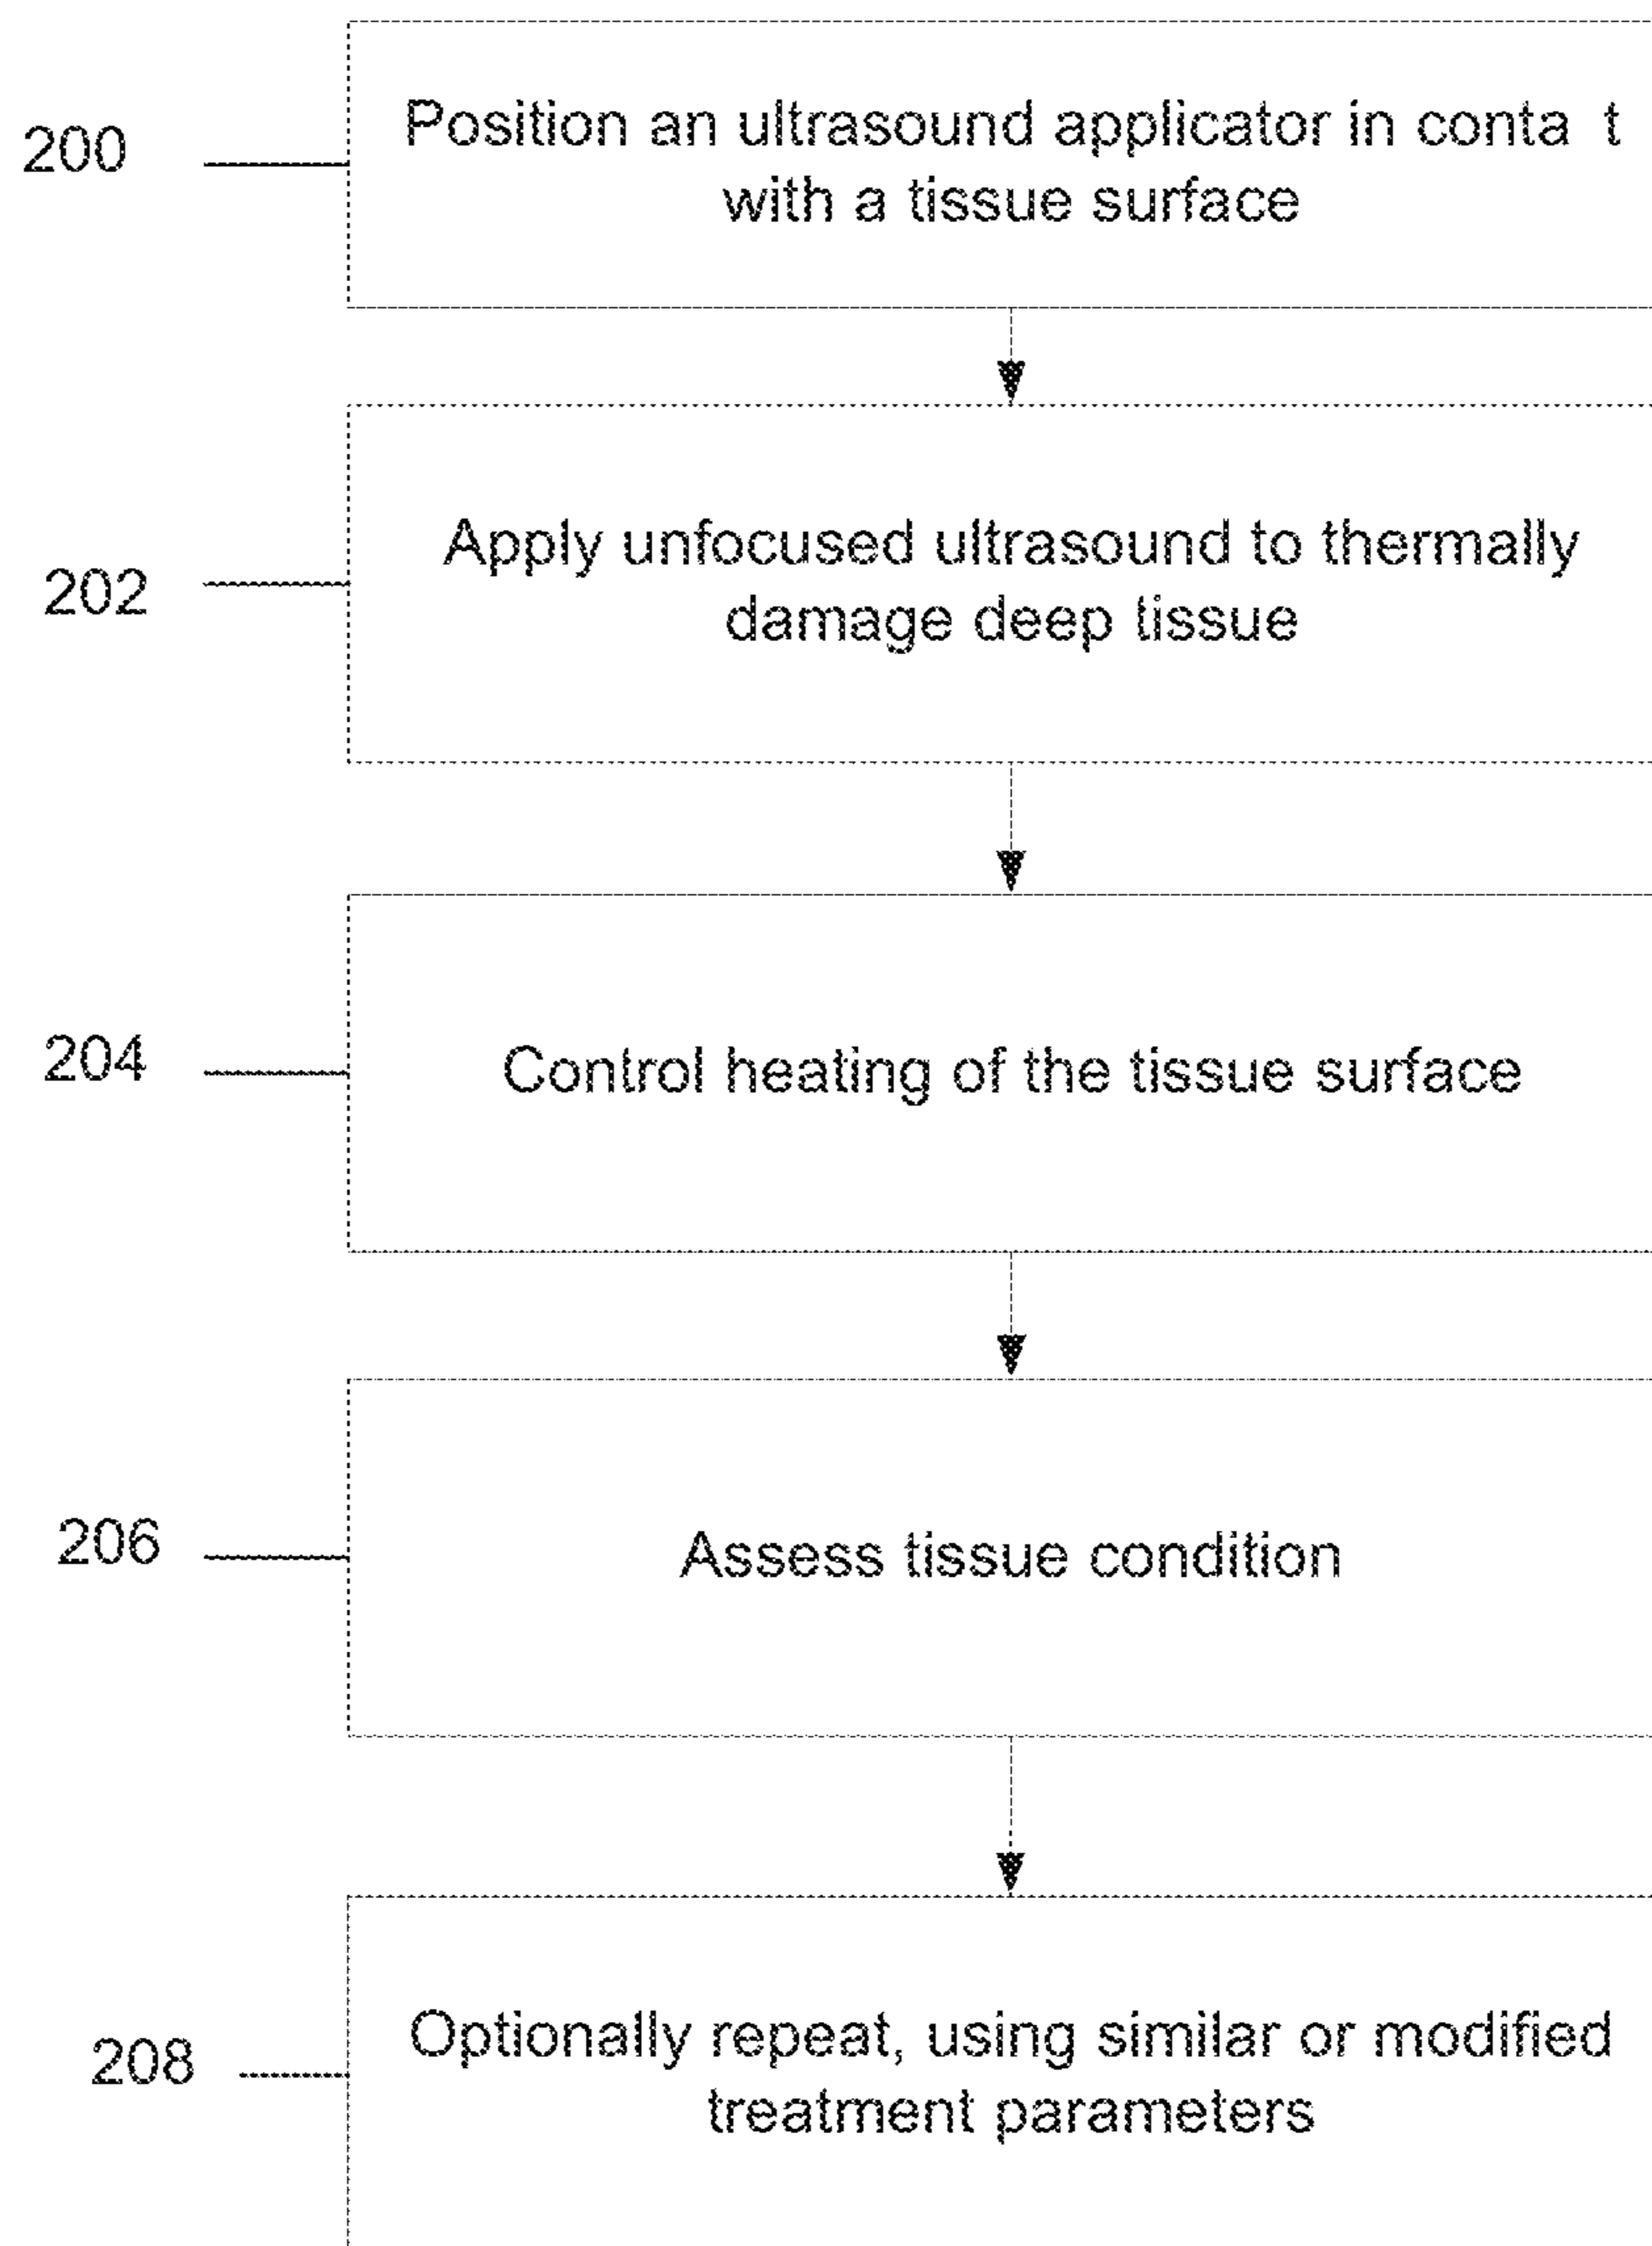 200
Position an ultrasound applicator in conta t
with a tissue surface
202
Apply unfocused ultrasound to thermally
damage deep tissue
204
Control heating of the tissue surface
206
Assess tissue condition
208
Optionally repeat, using similar or modified
treatment parameters